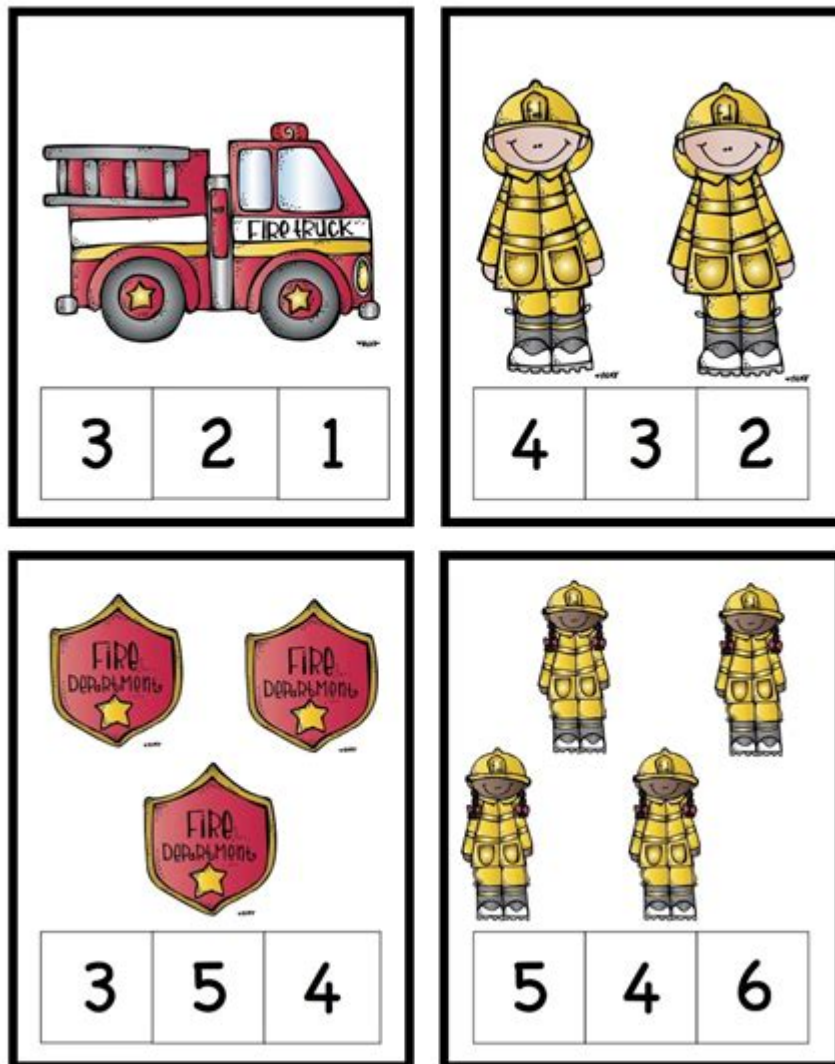 FIRE TRUCK
3 2 1
4 3 2
FIRE
DEPARTMENT
FIRE
DEPARTMENT
FIRE
DEPARTMENT
3 5 4
5 4 6